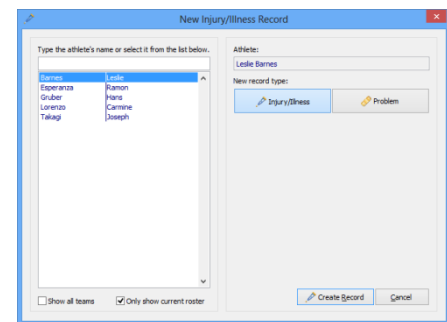 New Injury/Illness Record
Type the athlete's name or select it from the list below.
Barnes Leslie
Esperanza Ramon
Gruber Hans
Lorenzo Carmine
Takagi Joseph
Show all teams Only show current roster
Athlete:
Leslie Barnes
New record type:
Injury/Illness Problem
Create Record Cancel